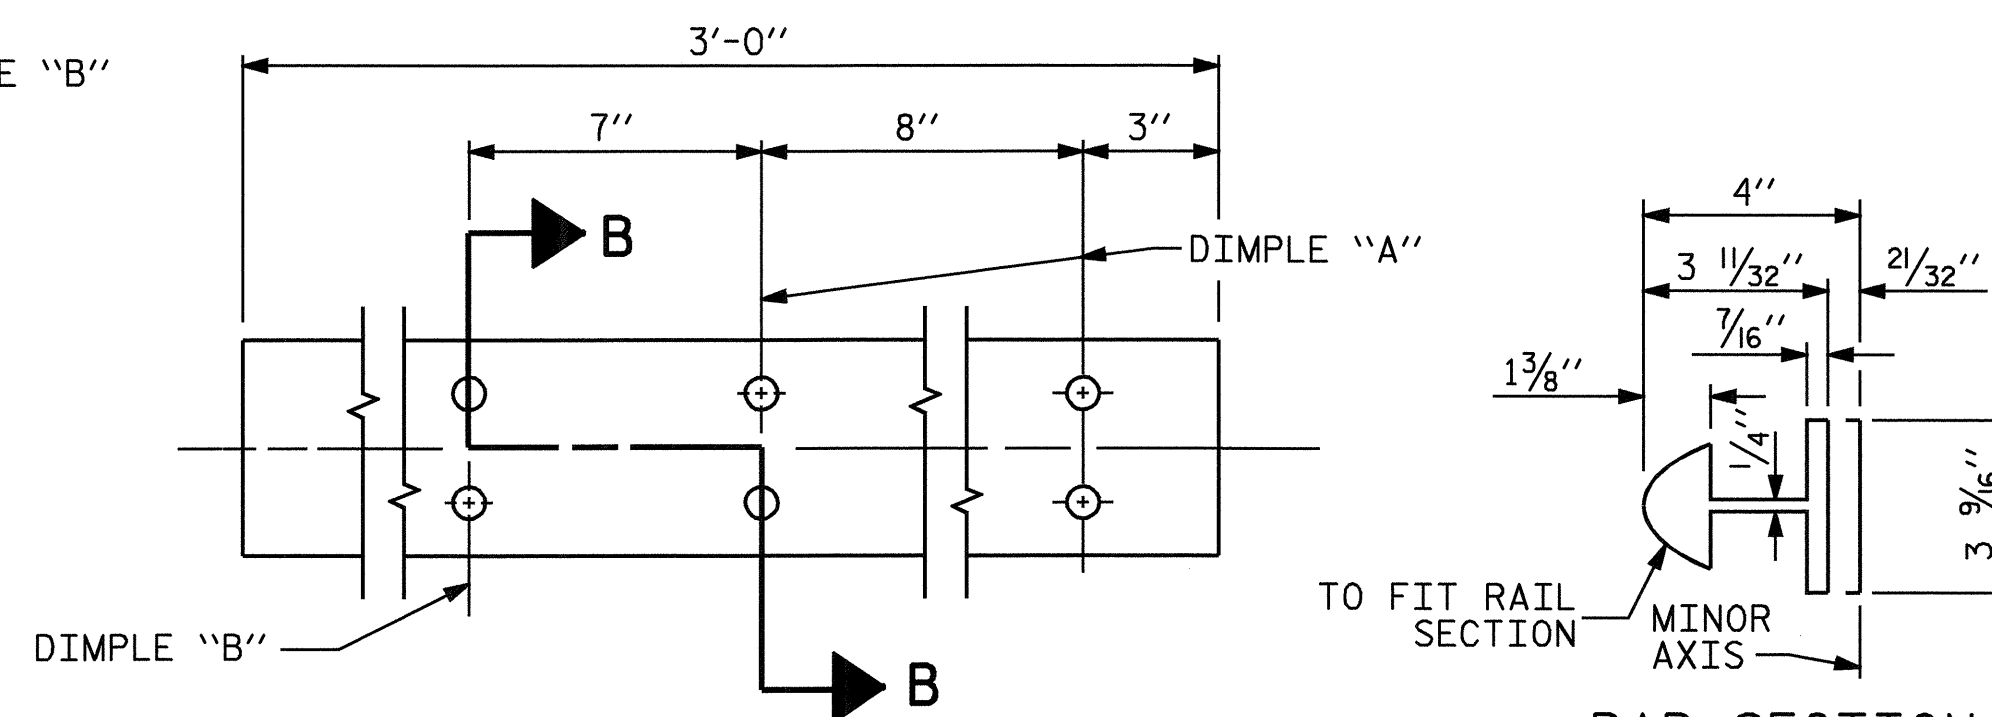 E "B"
3'-0"
7"
8"
3"
B
DIMPLE "A"
DIMPLE "B"
B
4"
3 11/32"
21/32"
7/16"
1 3/8"
1/4"
3 9/16"
TO FIT RAIL
SECTION
MINOR
AXIS